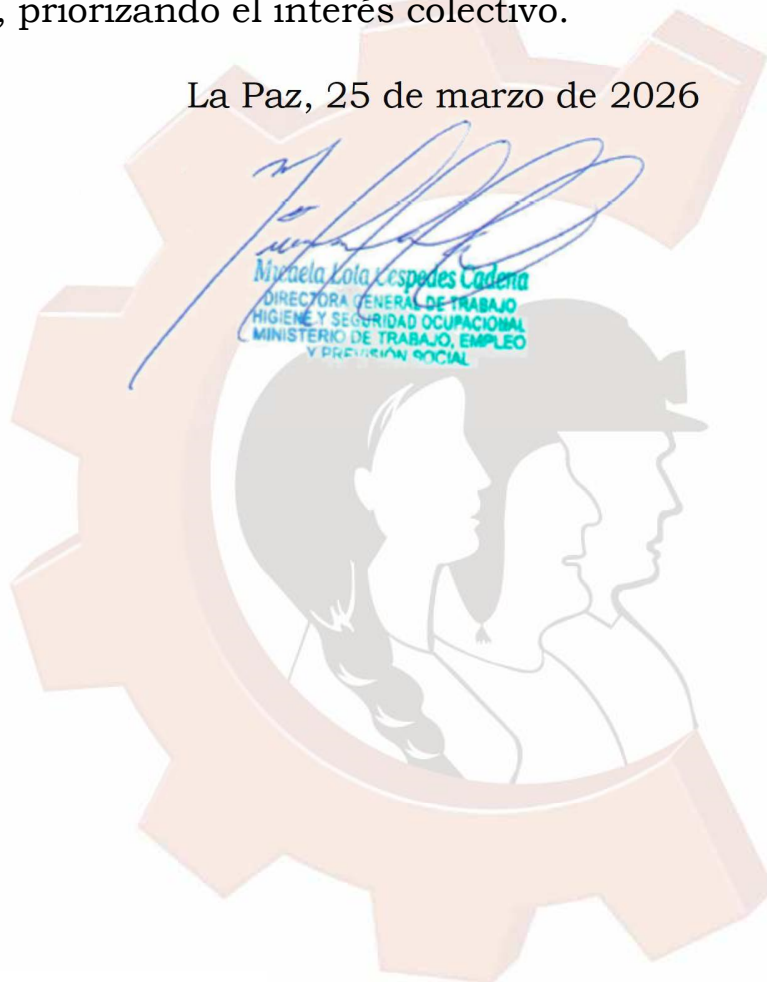 , priorizando el interés colectivo.
La Paz, 25 de marzo de 2026
Micaela Lola Cespedes Cadena
DIRECTORA GENERAL DE TRABAJO
HIGIENE Y SEGURIDAD OCUPACIONAL
MINISTERIO DE TRABAJO, EMPLEO
Y PREVISIÓN SOCIAL